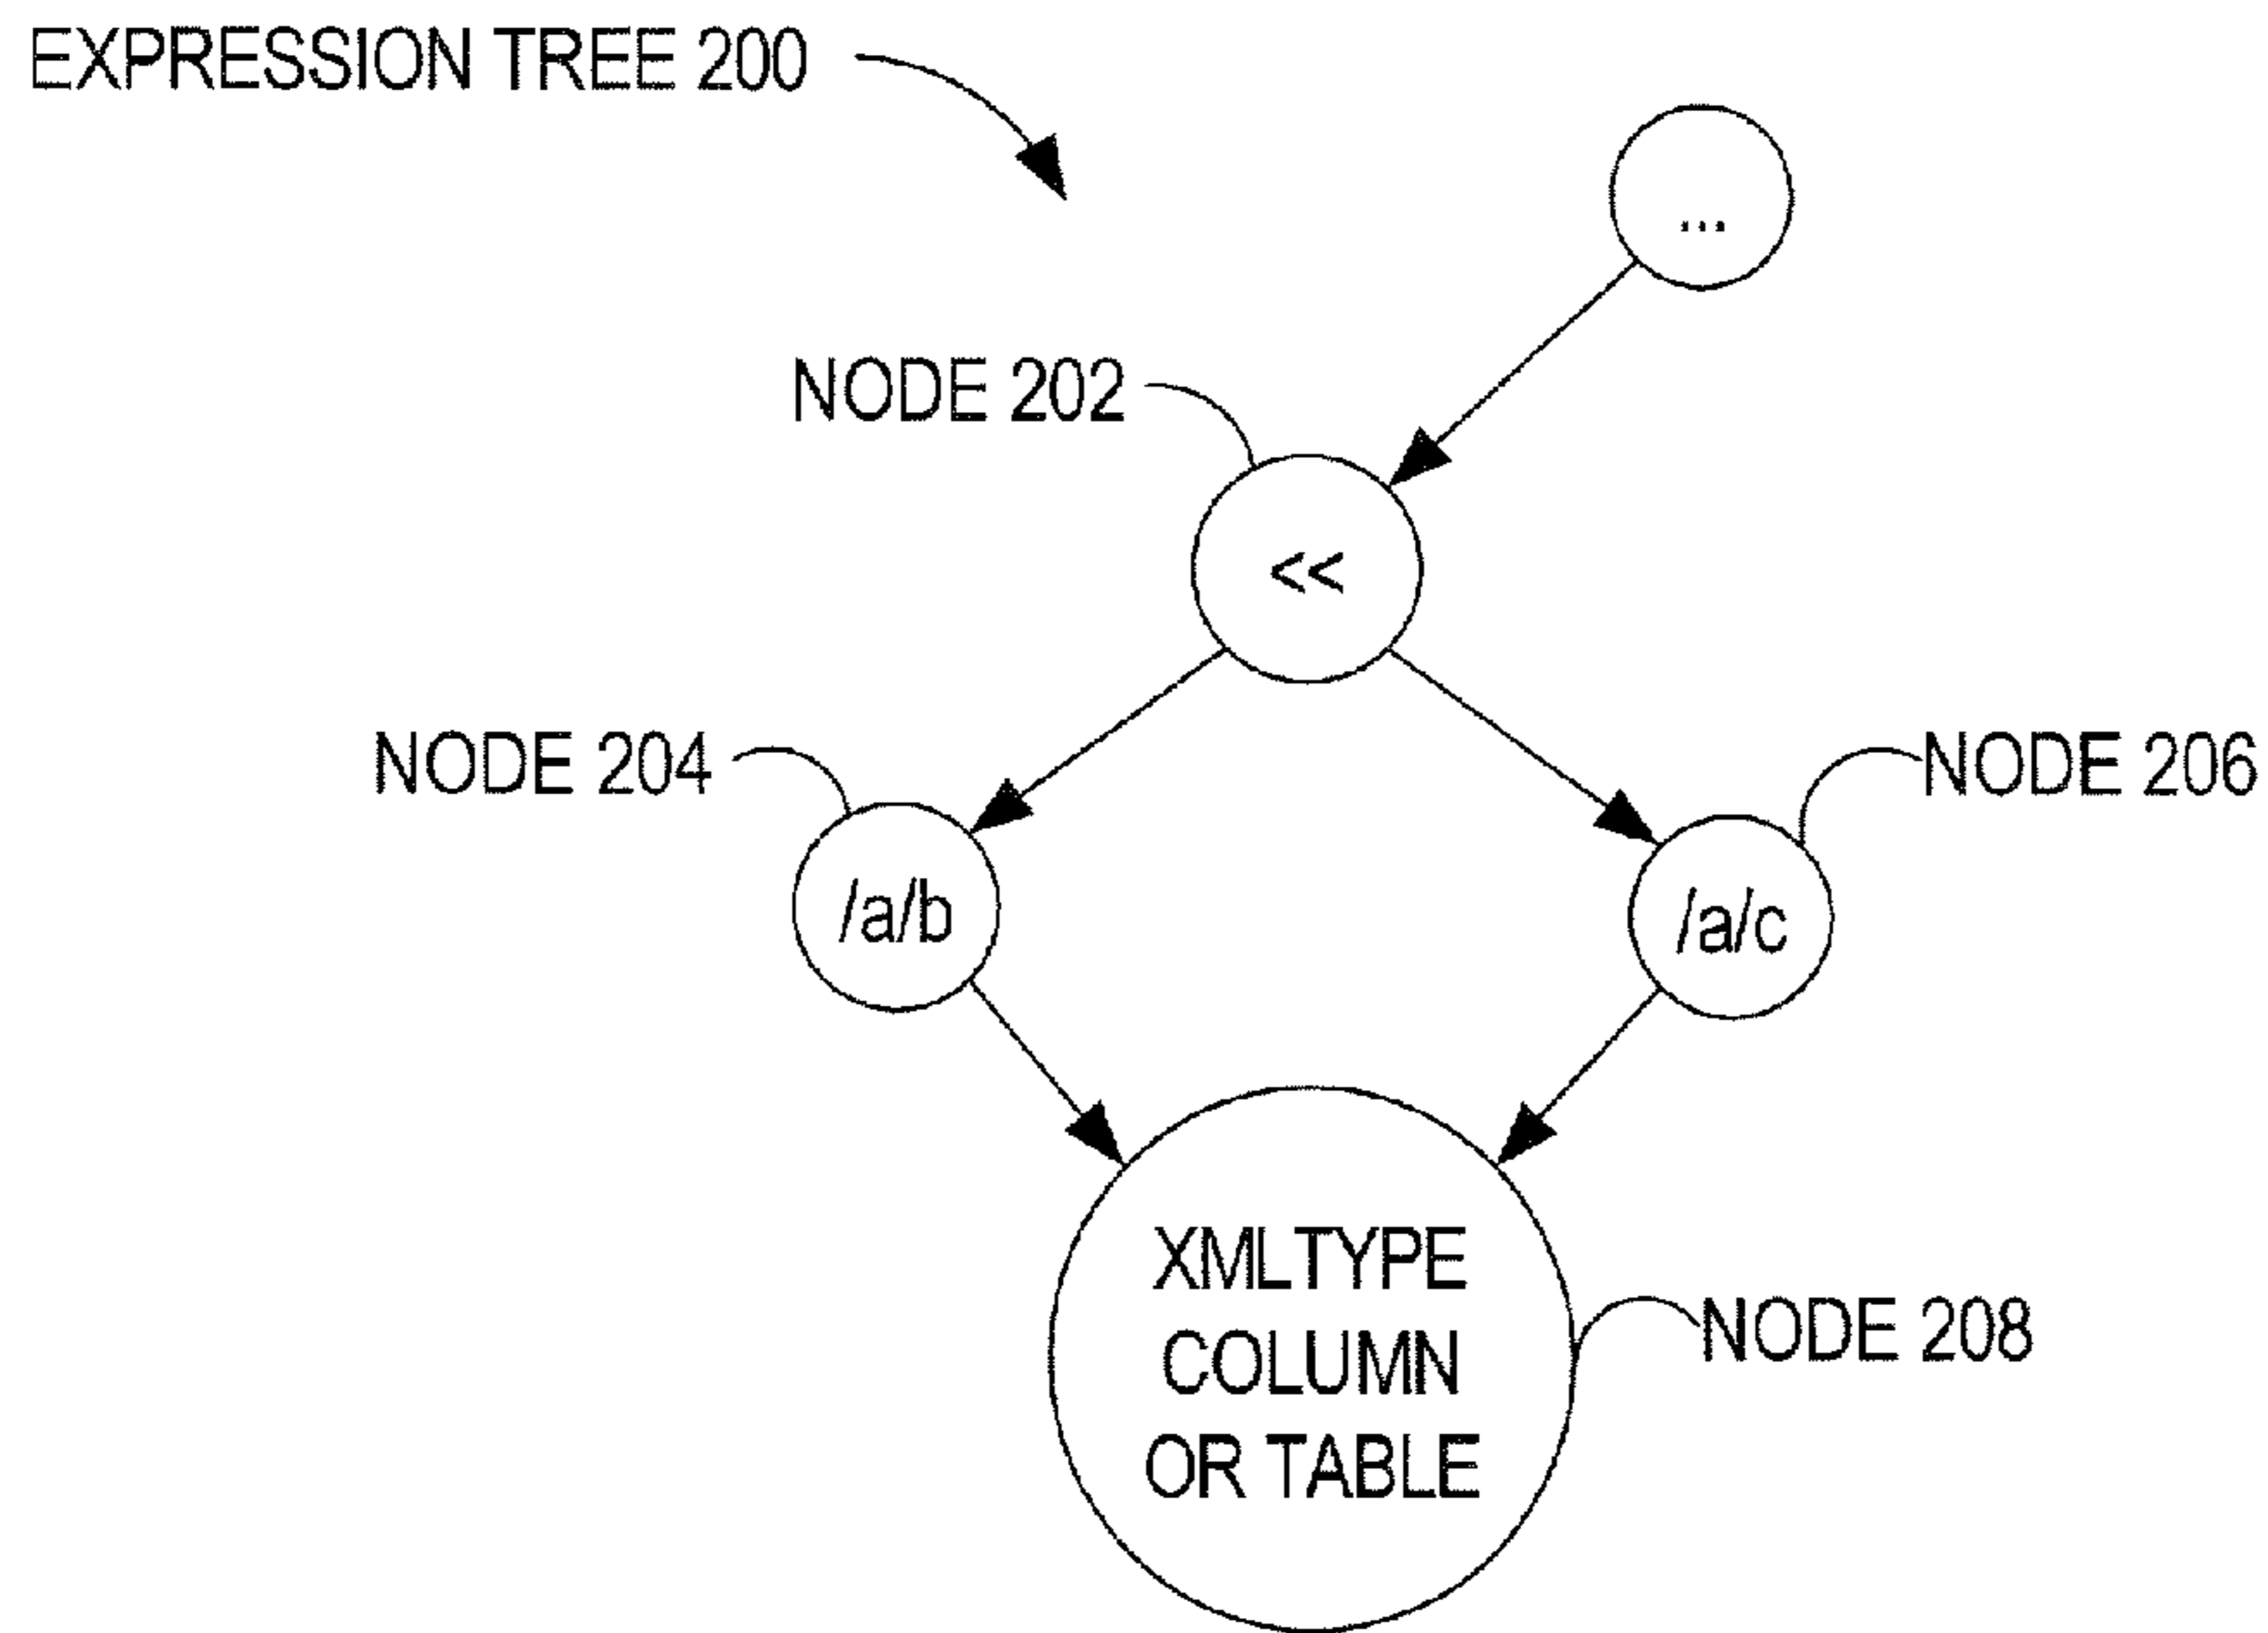 EXPRESSION TREE 200
...
NODE 202
<<
NODE 204
NODE 206
/a/b
/a/c
XMLTYPE
COLUMN
OR TABLE
NODE 208